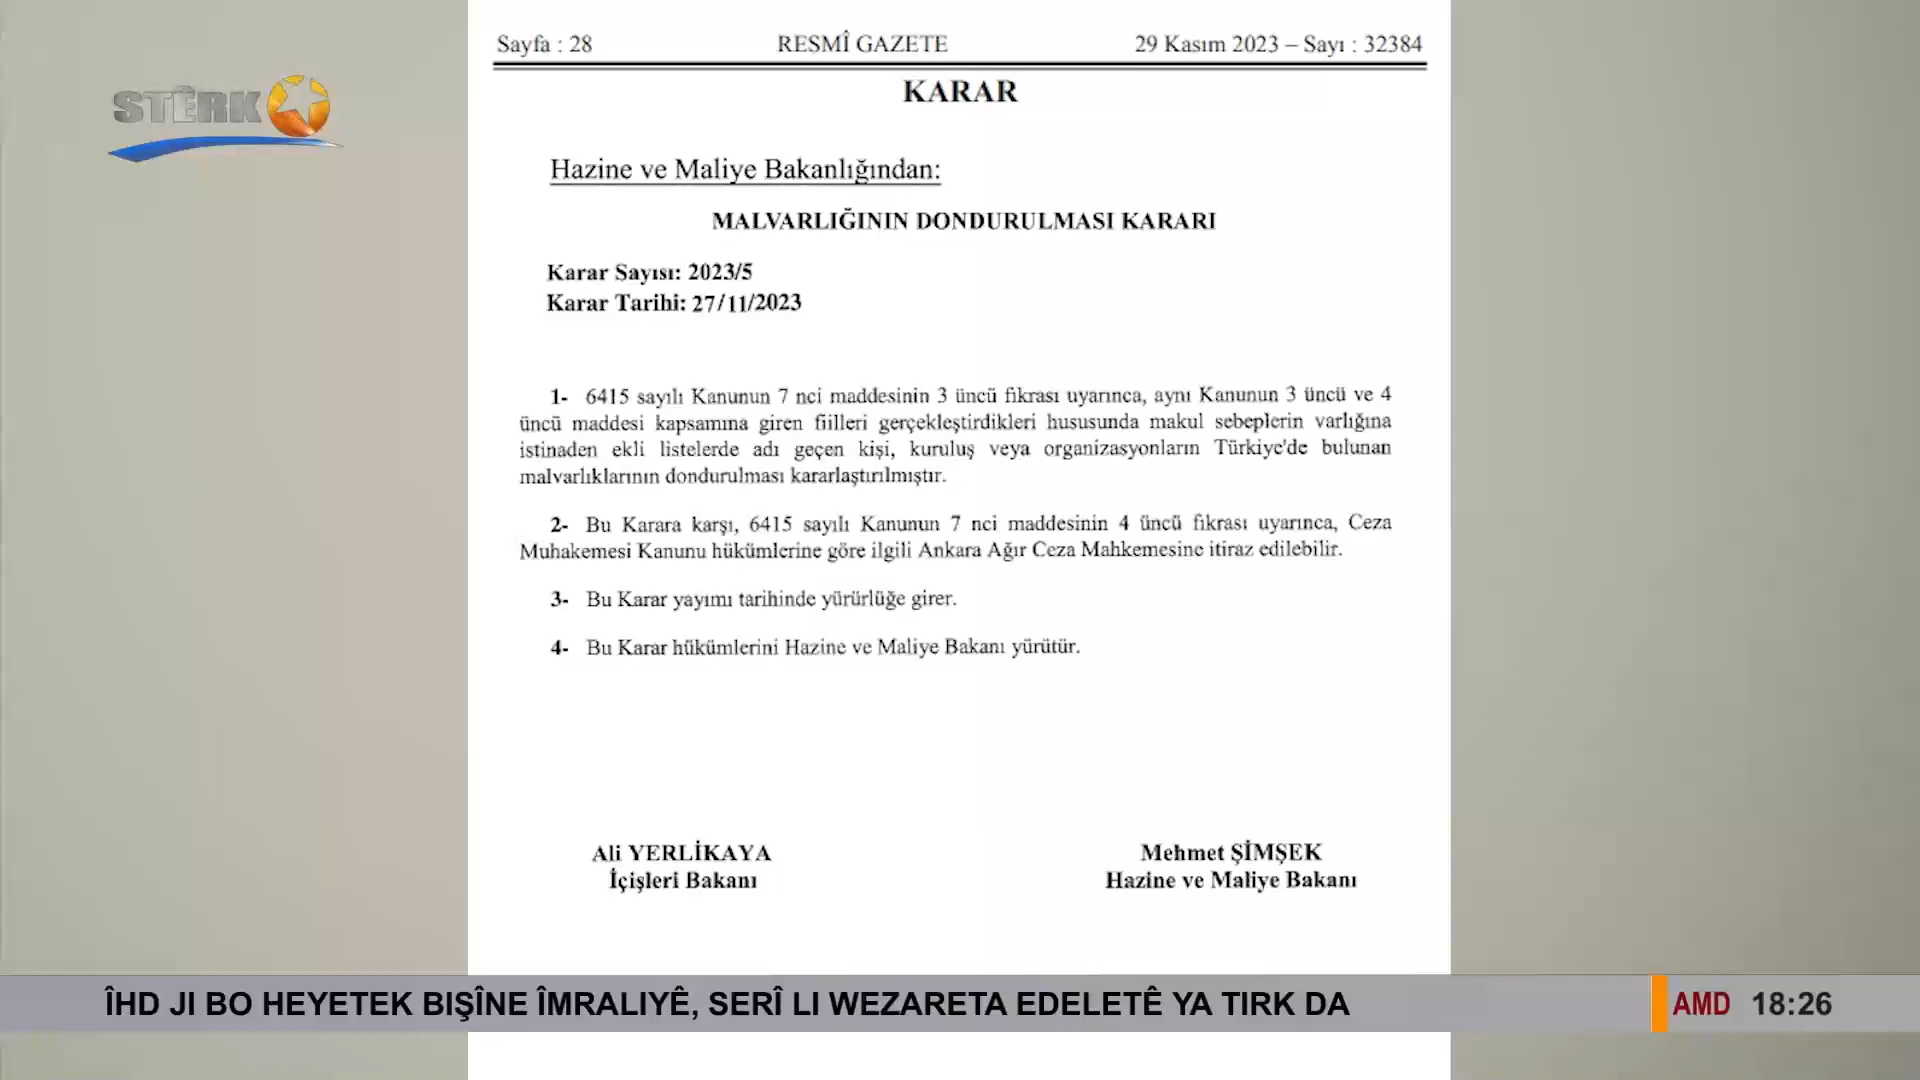 Sayfa : 28 RESMÎ GAZETE 29 Kasım 2023 – Sayı : 32384
KARAR
STÊRK
Hazine ve Maliye Bakanlığından:
MALVARLIĞININ DONDURULMASI KARARI
Karar Sayısı: 2023/5
Karar Tarihi: 27/11/2023
1- 6415 sayılı Kanunun 7 nci maddesinin 3 üncü fıkrası uyarınca, aynı Kanunun 3 üncü ve 4
üncü maddesi kapsamına giren fiilleri gerçekleştirdikleri hususunda makul sebeplerin varlığına
istinaden ekli listelerde adı geçen kişi, kuruluş veya organizasyonların Türkiye'de bulunan
malvarlıklarının dondurulması kararlaştırılmıştır.
2- Bu Karara karşı, 6415 sayılı Kanunun 7 nci maddesinin 4 üncü fıkrası uyarınca, Ceza
Muhakemesi Kanunu hükümlerine göre ilgili Ankara Ağır Ceza Mahkemesine itiraz edilebilir.
3- Bu Karar yayımı tarihinde yürürlüğe girer.
4- Bu Karar hükümlerini Hazine ve Maliye Bakanı yürütür.
Ali YERLİKAYA Mehmet ŞİMŞEK
İçişleri Bakanı Hazine ve Maliye Bakanı
ÎHD JI BO HEYETEK BIŞÎNE ÎMRALIYÊ, SERÎ LI WEZARETA EDELETÊ YA TIRK DA AMD 18:26